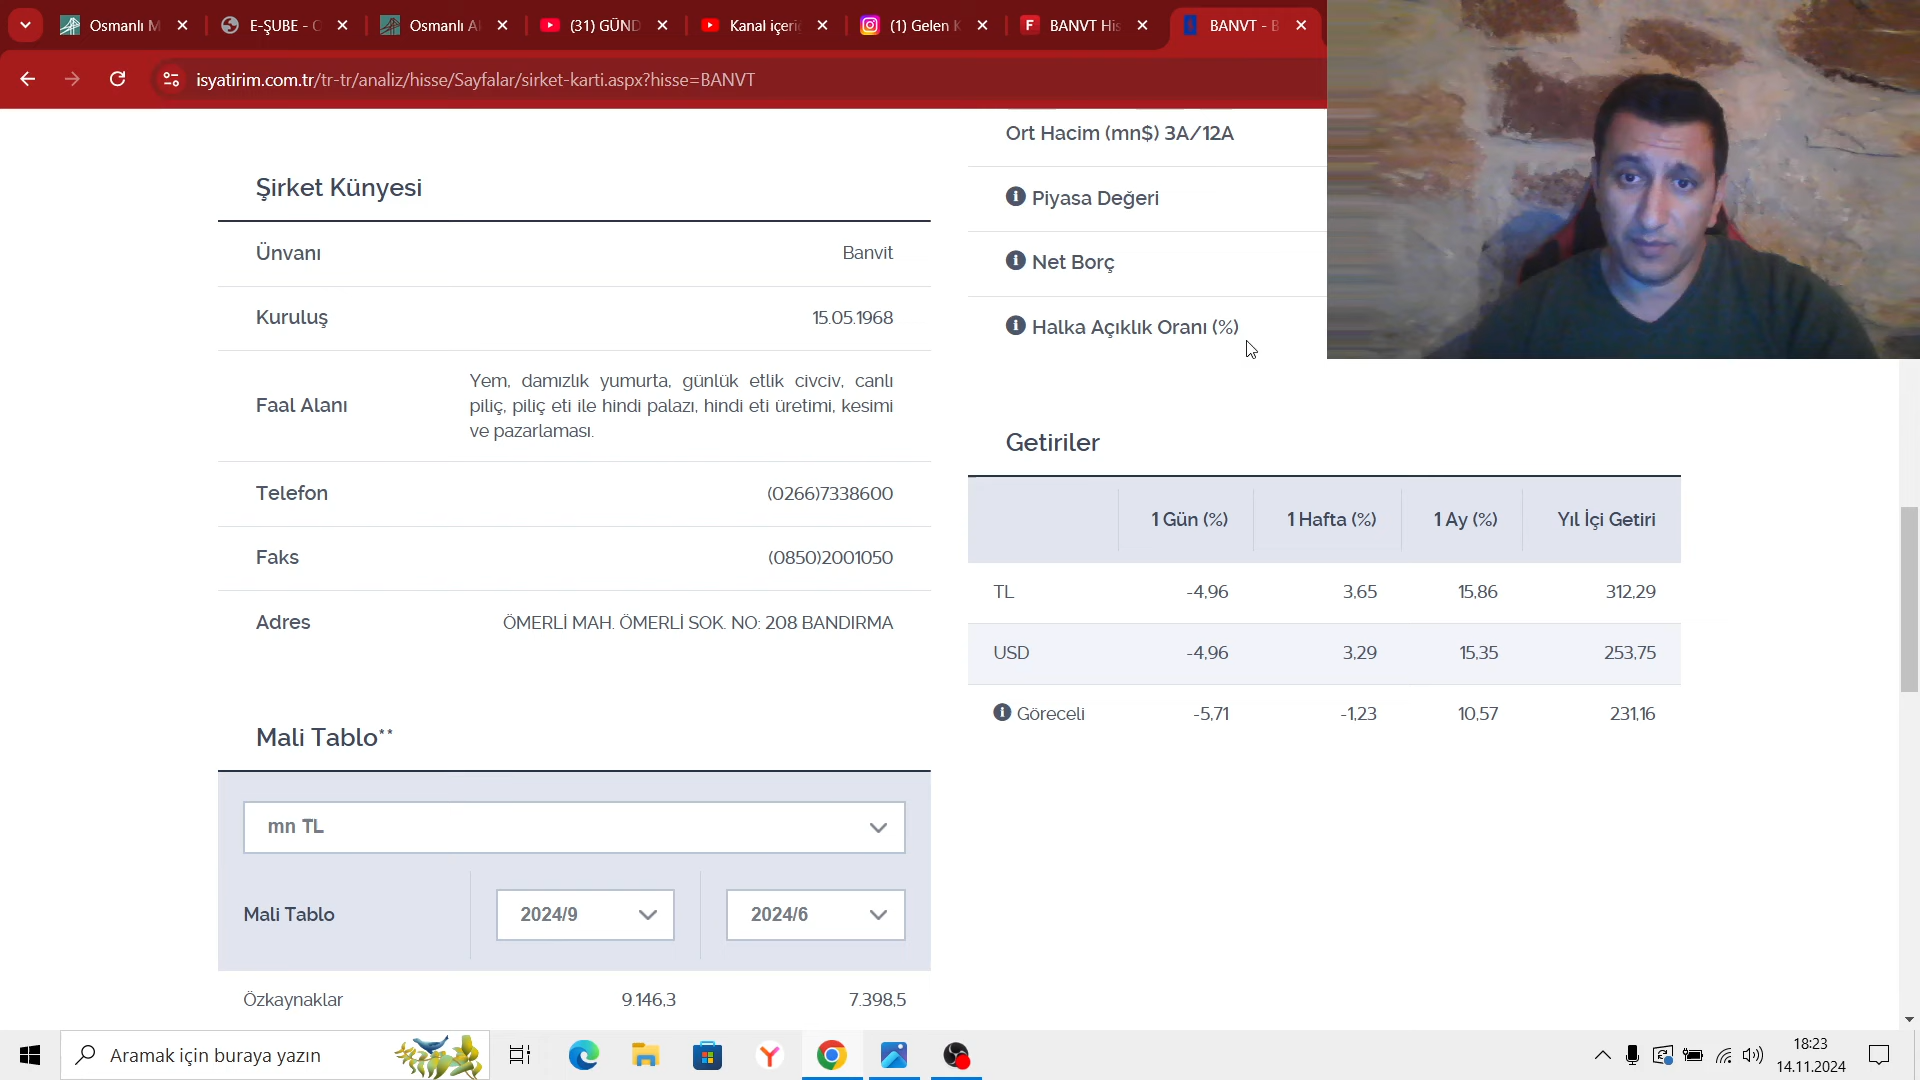 Osmanlı M
E-ŞUBE - O
Osmanlı Al
(31) GÜND
Kanal içeri
(1) Gelen K
BANVT His
BANVT - B
isyatirim.com.tr/tr-tr/analiz/hisse/Sayfalar/sirket-karti.aspx?hisse=BANVT
Şirket Künyesi
Ünvanı Banvit
Kuruluş 15.05.1968
Faal Alanı
Yem, damızlık yumurta, günlük etlik civciv, canlı
piliç, piliç eti ile hindi palazı, hindi eti üretimi, kesimi
ve pazarlaması.
Telefon (0266)7338600
Faks (0850)2001050
Adres ÖMERLİ MAH. ÖMERLİ SOK. NO: 208 BANDIRMA
Mali Tablo**
mn TL
Mali Tablo 2024/9 2024/6
Özkaynaklar 9.146,3 7.398,5
Ort Hacim (mn$) 3A/12A
Piyasa Değeri
Net Borç
Halka Açıklık Oranı (%)
Getiriler
1 Gün (%) 1 Hafta (%) 1 Ay (%) Yıl İçi Getiri
TL -4,96 3,65 15,86 312,29
USD -4,96 3,29 15,35 253,75
Göreceli -5,71 -1,23 10,57 231,16
Aramak için buraya yazın
18:23
14.11.2024